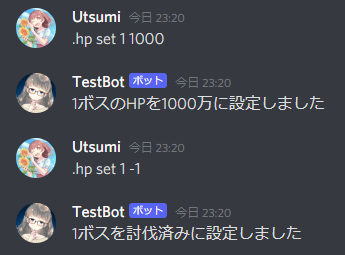 Utsumi 今日 23:20
.hp set 1 1000
TestBot ボット 今日 23:20
1ボスのHPを1000万に設定しました
Utsumi 今日 23:20
.hp set 1 -1
TestBot ボット 今日 23:20
1ボスを討伐済みに設定しました